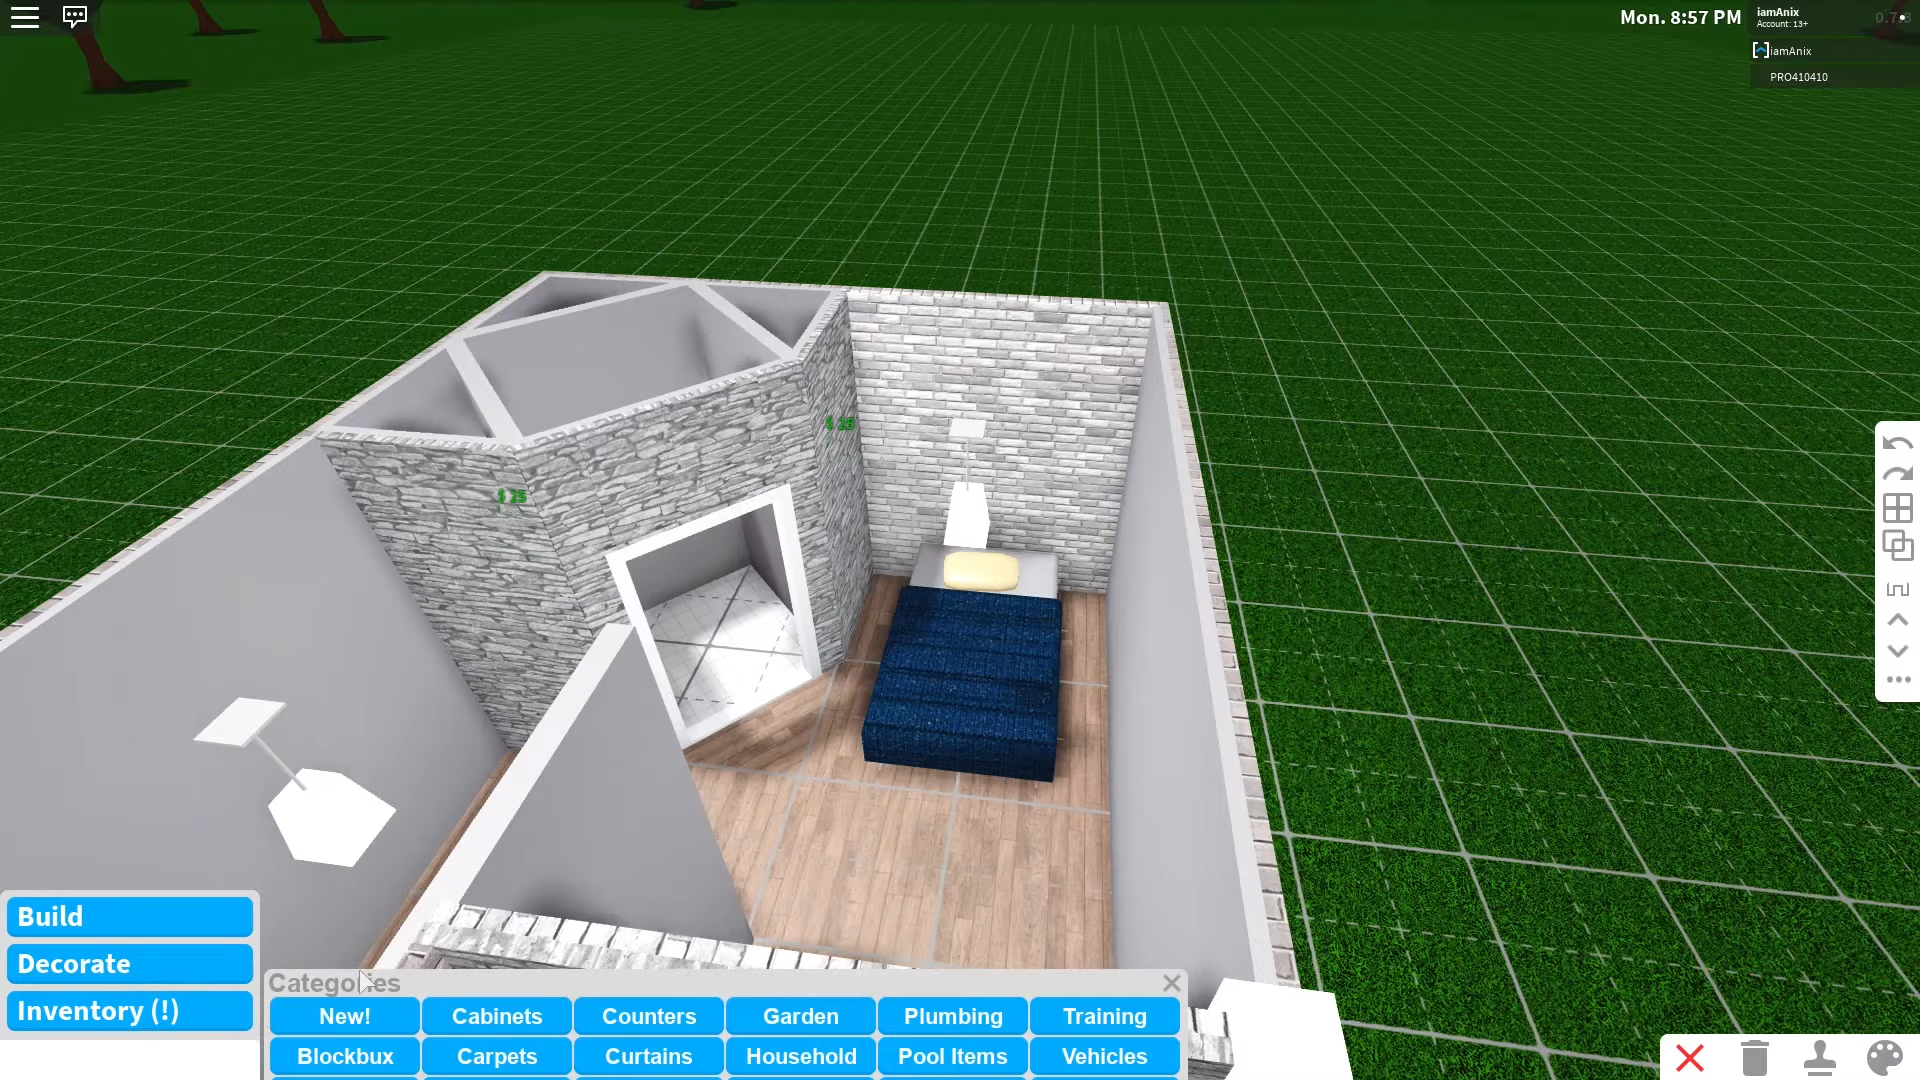 Mon. 8:57 PM
iamAnix
Account: 13+
iamAnix
PRO410410
$ 25
Build
Decorate
Inventory (!)
Categories
New!
Cabinets
Counters
Garden
Plumbing
Training
Blockbux
Carpets
Curtains
Household
Pool Items
Vehicles